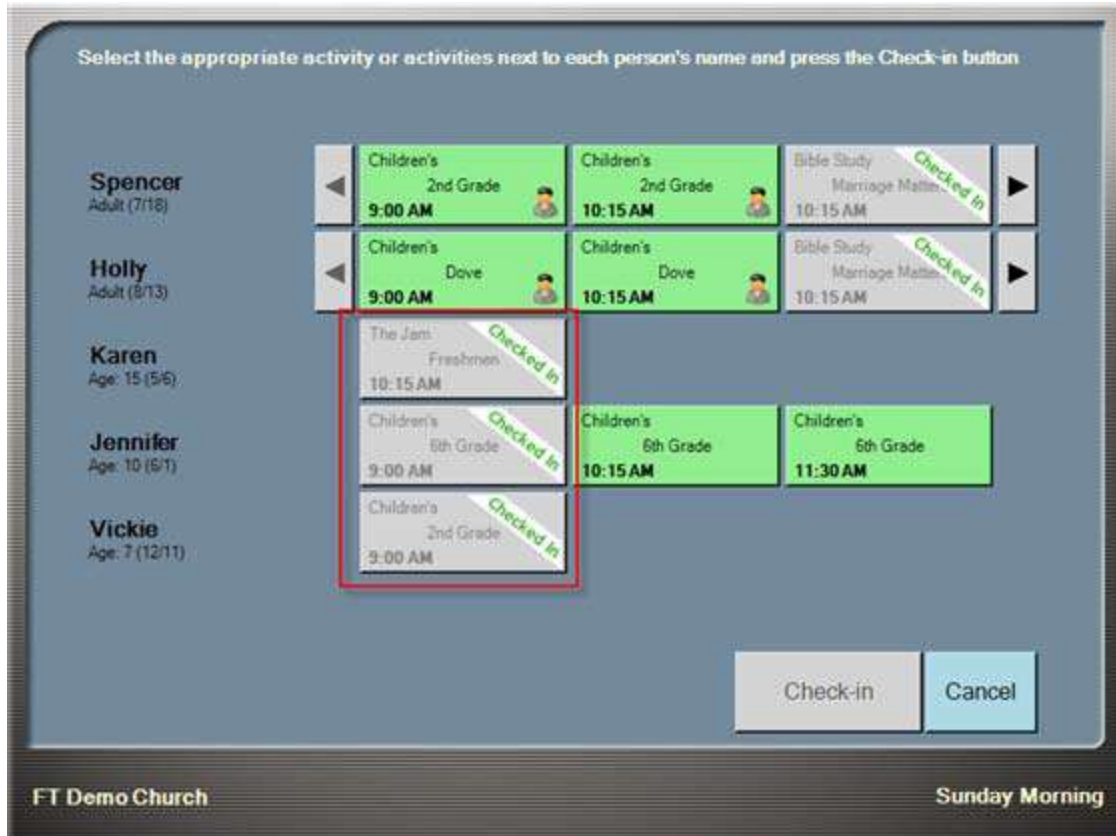 Select the appropriate activity or activities next to each person's name and press the Check-in button
Spencer
Adult (7/18)
Children's
2nd Grade
9:00 AM
Children's
2nd Grade
10:15 AM
Bible Study
Marriage
10:15 AM
Checked In
Holly
Adult (8/13)
Children's
Dove
9:00 AM
Children's
Dove
10:15 AM
Bible Study
Marriage
10:15 AM
Checked In
Karen
Age: 15 (5/6)
The Jam
Freshmen
10:15 AM
Checked In
Jennifer
Age: 10 (6/1)
Children's
6th Grade
9:00 AM
Checked In
Children's
6th Grade
10:15 AM
Children's
6th Grade
11:30 AM
Vickie
Age: 7 (12/11)
Children's
2nd Grade
9:00 AM
Checked In
Check-in
Cancel
FT Demo Church
Sunday Morning